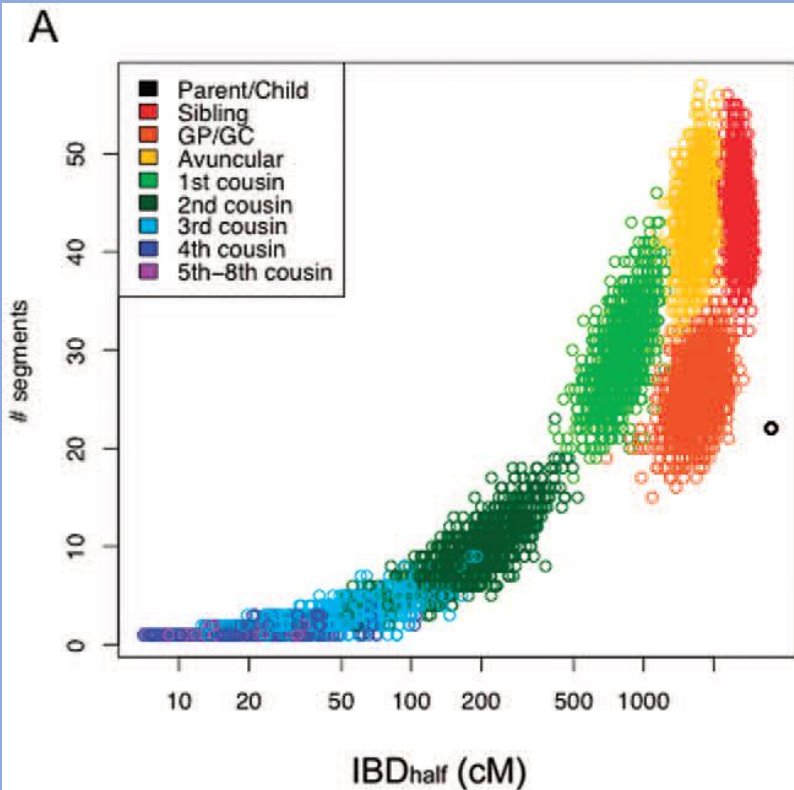 A
Parent/Child
Sibling
GP/GC
Avuncular
1st cousin
2nd cousin
3rd cousin
4th cousin
5th–8th cousin
# segments
50
40
30
20
10
0
10 20 50 100 200 500 1000
IBDhalf (cM)